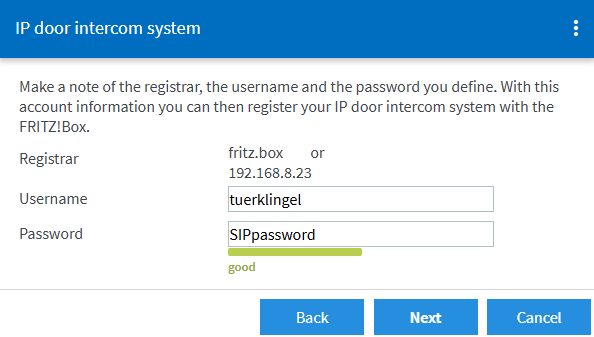 IP door intercom system
Make a note of the registrar, the username and the password you define. With this
account information you can then register your IP door intercom system with the
FRITZ!Box.
Registrar fritz.box or
192.168.8.23
Username tuerklingel
Password SIPpassword
good
Back Next Cancel